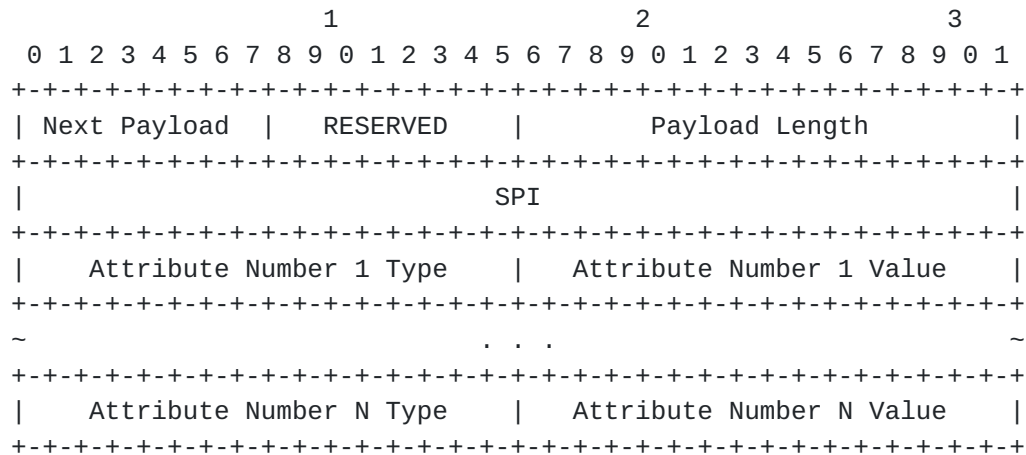 1                   2                   3
 0 1 2 3 4 5 6 7 8 9 0 1 2 3 4 5 6 7 8 9 0 1 2 3 4 5 6 7 8 9 0 1
+-+-+-+-+-+-+-+-+-+-+-+-+-+-+-+-+-+-+-+-+-+-+-+-+-+-+-+-+-+-+-+-+
| Next Payload  |   RESERVED    |        Payload Length         |
+-+-+-+-+-+-+-+-+-+-+-+-+-+-+-+-+-+-+-+-+-+-+-+-+-+-+-+-+-+-+-+-+
|                              SPI                              |
+-+-+-+-+-+-+-+-+-+-+-+-+-+-+-+-+-+-+-+-+-+-+-+-+-+-+-+-+-+-+-+-+
|    Attribute Number 1 Type    |   Attribute Number 1 Value    |
+-+-+-+-+-+-+-+-+-+-+-+-+-+-+-+-+-+-+-+-+-+-+-+-+-+-+-+-+-+-+-+-+
~                             . . .                             ~
+-+-+-+-+-+-+-+-+-+-+-+-+-+-+-+-+-+-+-+-+-+-+-+-+-+-+-+-+-+-+-+-+
|    Attribute Number N Type    |   Attribute Number N Value    |
+-+-+-+-+-+-+-+-+-+-+-+-+-+-+-+-+-+-+-+-+-+-+-+-+-+-+-+-+-+-+-+-+